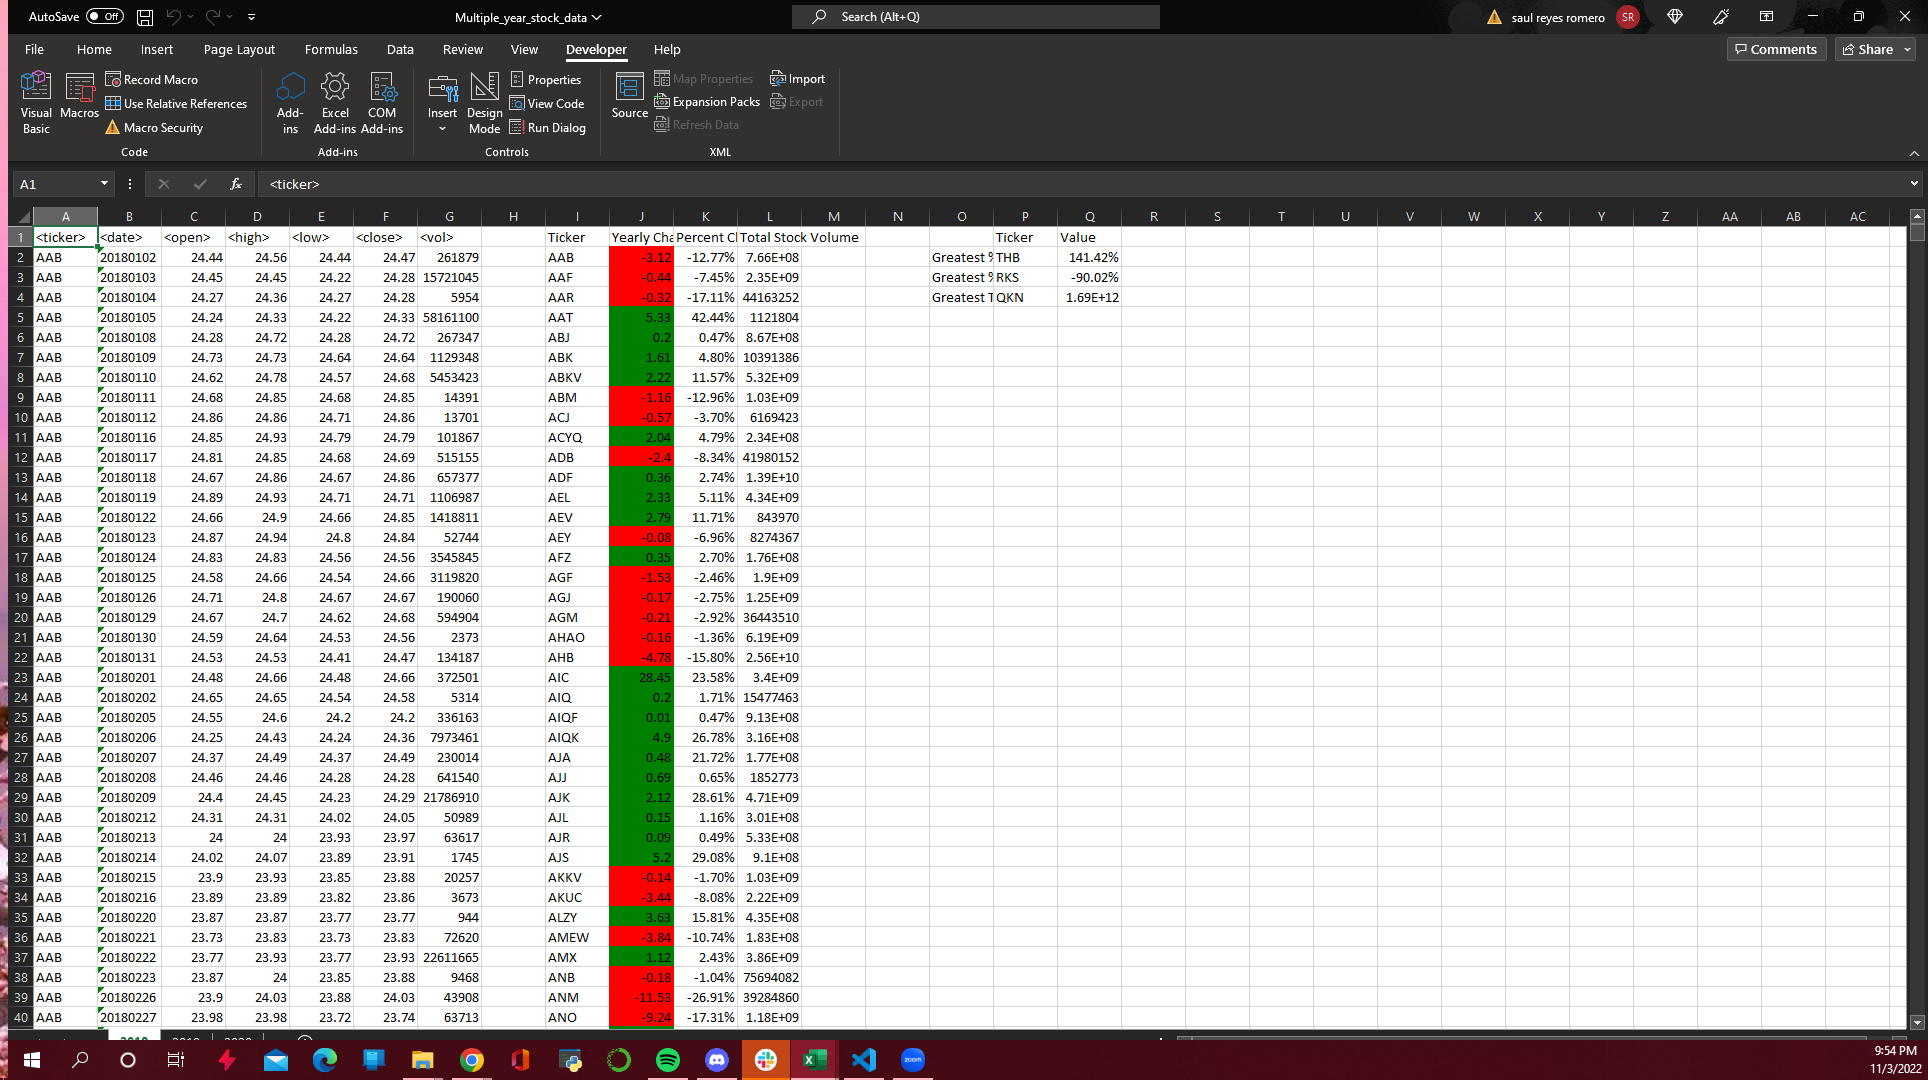 AutoSave Off Multiple_year_stock_data Search (Alt+Q) saul reyes romero SR
File Home Insert Page Layout Formulas Data Review View Developer Help Comments Share
Visual Basic Macros Record Macro Use Relative References Macro Security Code
Add-ins Excel Add-ins COM Add-ins Add-ins
Insert Design Mode Properties View Code Run Dialog Controls
Source Map Properties Expansion Packs Refresh Data Import Export XML
A1 fx <ticker>
A B C D E F G H I J K L M N O P Q R S T U V W X Y Z AA AB AC
1 <ticker> <date> <open> <high> <low> <close> <vol> Ticker Yearly Cha Percent Cl Total Stock Volume Ticker Value
2 AAB 20180102 24.44 24.56 24.44 24.47 261879 AAB -3.12 -12.77% 7.66E+08 Greatest % THB 141.42%
3 AAB 20180103 24.45 24.45 24.22 24.28 15721045 AAF -0.44 -7.45% 2.35E+09 Greatest % RKS -90.02%
4 AAB 20180104 24.27 24.36 24.27 24.28 5954 AAR -0.32 -17.11% 44163252 Greatest T QKN 1.69E+12
5 AAB 20180105 24.24 24.33 24.22 24.33 58161100 AAT 5.33 42.44% 1121804
6 AAB 20180108 24.28 24.72 24.28 24.72 267347 ABJ 0.2 0.47% 8.67E+08
7 AAB 20180109 24.73 24.73 24.64 24.64 1129348 ABK 1.61 4.80% 10391386
8 AAB 20180110 24.62 24.78 24.57 24.68 5453423 ABKV 2.22 11.57% 5.32E+09
9 AAB 20180111 24.68 24.85 24.68 24.85 14391 ABM -1.16 -12.96% 1.03E+09
10 AAB 20180112 24.86 24.86 24.71 24.86 13701 ACJ -0.57 -3.70% 6169423
11 AAB 20180116 24.85 24.93 24.79 24.79 101867 ACYQ 2.04 4.79% 2.34E+08
12 AAB 20180117 24.81 24.85 24.68 24.69 515155 ADB -2.4 -8.34% 41980152
13 AAB 20180118 24.67 24.86 24.67 24.86 657377 ADF 0.36 2.74% 1.39E+10
14 AAB 20180119 24.89 24.93 24.71 24.71 1106987 AEL 2.33 5.11% 4.34E+09
15 AAB 20180122 24.66 24.9 24.66 24.85 1418811 AEV 2.79 11.71% 843970
16 AAB 20180123 24.87 24.94 24.8 24.84 52744 AEY -0.08 -6.96% 8274367
17 AAB 20180124 24.83 24.83 24.56 24.56 3545845 AFZ 0.35 2.70% 1.76E+08
18 AAB 20180125 24.58 24.66 24.54 24.66 3119820 AGF -1.53 -2.46% 1.9E+09
19 AAB 20180126 24.71 24.8 24.67 24.67 190060 AGJ -0.17 -2.75% 1.25E+09
20 AAB 20180129 24.67 24.7 24.62 24.68 594904 AGM -0.21 -2.92% 36443510
21 AAB 20180130 24.59 24.64 24.53 24.56 2373 AHAO -0.16 -1.36% 6.19E+09
22 AAB 20180131 24.53 24.53 24.41 24.47 134187 AHB -4.78 -15.80% 2.56E+10
23 AAB 20180201 24.48 24.66 24.48 24.66 372501 AIC 28.45 23.58% 3.4E+09
24 AAB 20180202 24.65 24.65 24.54 24.58 5314 AIQ 0.2 1.71% 15477463
25 AAB 20180205 24.55 24.6 24.2 24.2 336163 AIQF 0.01 0.47% 9.13E+08
26 AAB 20180206 24.25 24.43 24.24 24.36 7973461 AIQK 4.9 26.78% 3.16E+08
27 AAB 20180207 24.37 24.49 24.37 24.49 230014 AJA 0.48 21.72% 1.77E+08
28 AAB 20180208 24.46 24.46 24.28 24.28 641540 AJJ 0.69 0.65% 1852773
29 AAB 20180209 24.4 24.45 24.23 24.29 21786910 AJK 2.12 28.61% 4.71E+09
30 AAB 20180212 24.31 24.31 24.02 24.05 50989 AJL 0.15 1.16% 3.01E+08
31 AAB 20180213 24 24 23.93 23.97 63617 AJR 0.09 0.49% 5.33E+08
32 AAB 20180214 24.02 24.07 23.89 23.91 1745 AJS 5.2 29.08% 9.1E+08
33 AAB 20180215 23.9 23.93 23.85 23.88 20257 AKKV -0.14 -1.70% 1.03E+09
34 AAB 20180216 23.89 23.89 23.82 23.86 3673 AKUC -3.44 -8.08% 2.22E+09
35 AAB 20180220 23.87 23.87 23.77 23.77 944 ALZY 3.63 15.81% 4.35E+08
36 AAB 20180221 23.73 23.83 23.73 23.83 72620 AMEW -3.84 -10.74% 1.83E+08
37 AAB 20180222 23.77 23.93 23.77 23.93 22611665 AMX 1.12 2.43% 3.86E+09
38 AAB 20180223 23.87 24 23.85 23.88 9468 ANB -0.18 -1.04% 75694082
39 AAB 20180226 23.9 24.03 23.88 24.03 43908 ANM -11.53 -26.91% 39284860
40 AAB 20180227 23.98 23.98 23.72 23.74 63713 ANO -9.24 -17.31% 1.18E+09
zoom 9:54 PM
11/3/2022